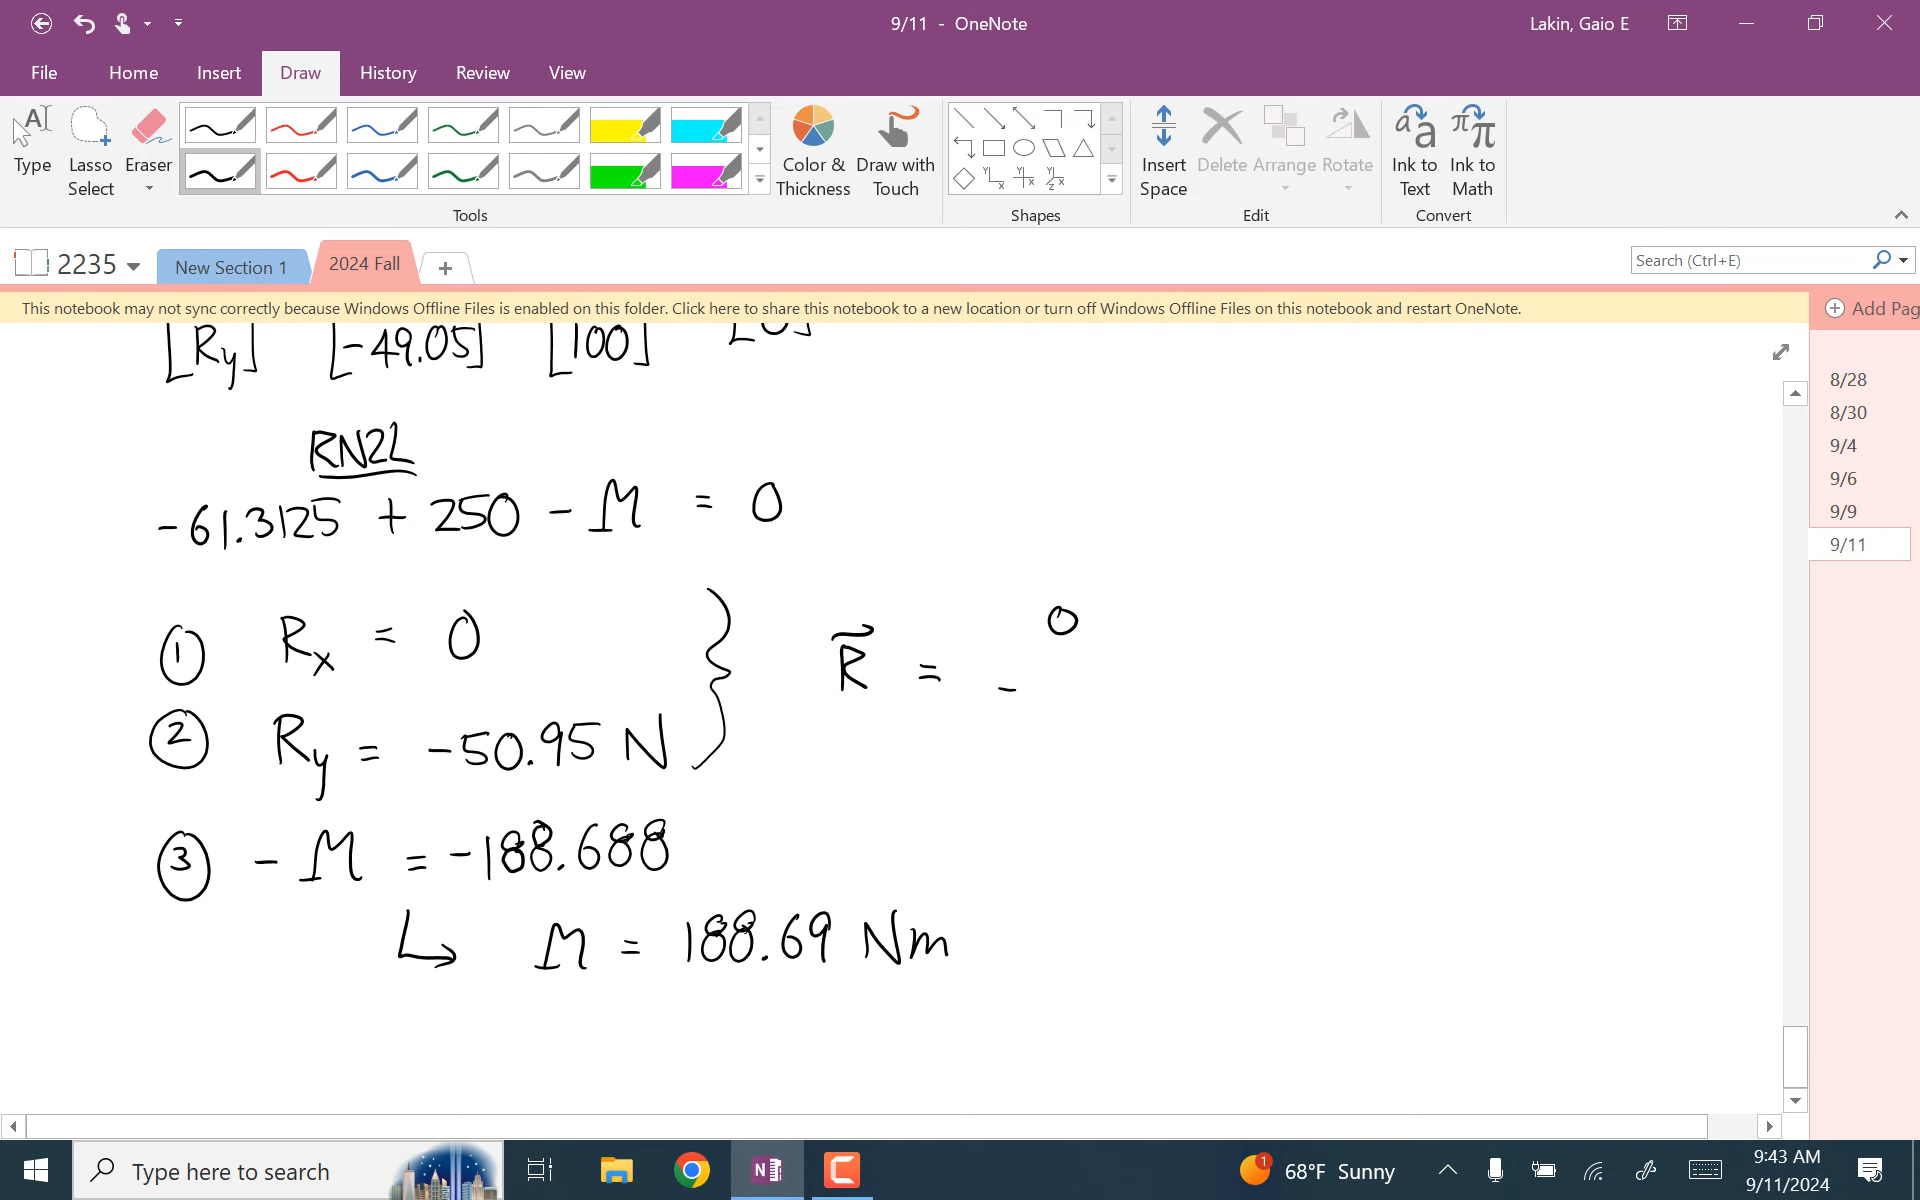 9/11 - OneNote
Lakin, Gaio E
File Home Insert Draw History Review View
Type
Lasso Select
Eraser
Color & Thickness
Draw with Touch
Insert Space
Delete
Arrange
Rotate
Ink to Text
Ink to Math
Tools
Shapes
Edit
Convert
2235
New Section 1
2024 Fall
Search (Ctrl+E)
This notebook may not sync correctly because Windows Offline Files is enabled on this folder. Click here to share this notebook to a new location or turn off Windows Offline Files on this notebook and restart OneNote.
Add Pag
8/28
8/30
9/4
9/6
9/9
9/11
[Ry] [-49.05] [100] [0]
RN2L
-61.3125 + 250 - M = 0
① Rx = 0
② Ry = -50.95 N
R⃗ = 0
-
③ - M = -188.688
↳ M = 188.69 Nm
Type here to search
1
68°F Sunny
9:43 AM
9/11/2024